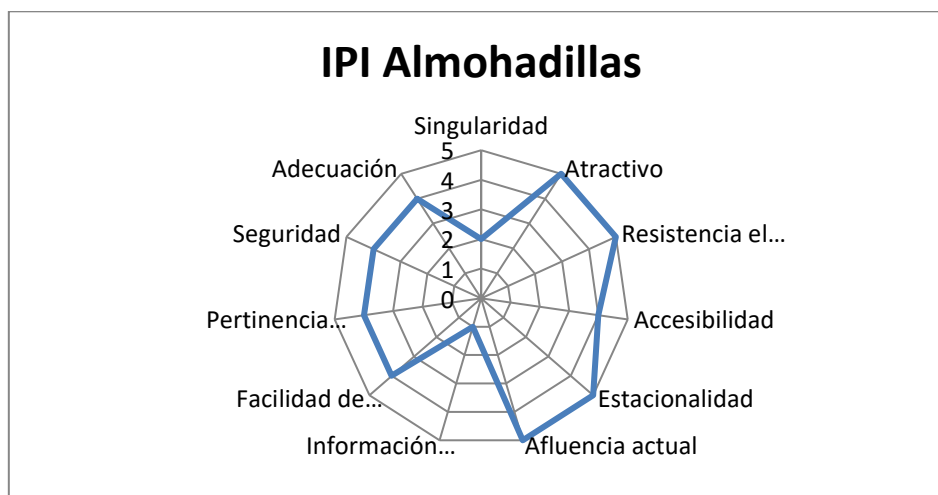 IPI Almohadillas
Singularidad
5
4
3
2
1
0
Atractivo
Resistencia el...
Accesibilidad
Estacionalidad
Afluencia actual
Información...
Facilidad de...
Pertinencia...
Seguridad
Adecuación